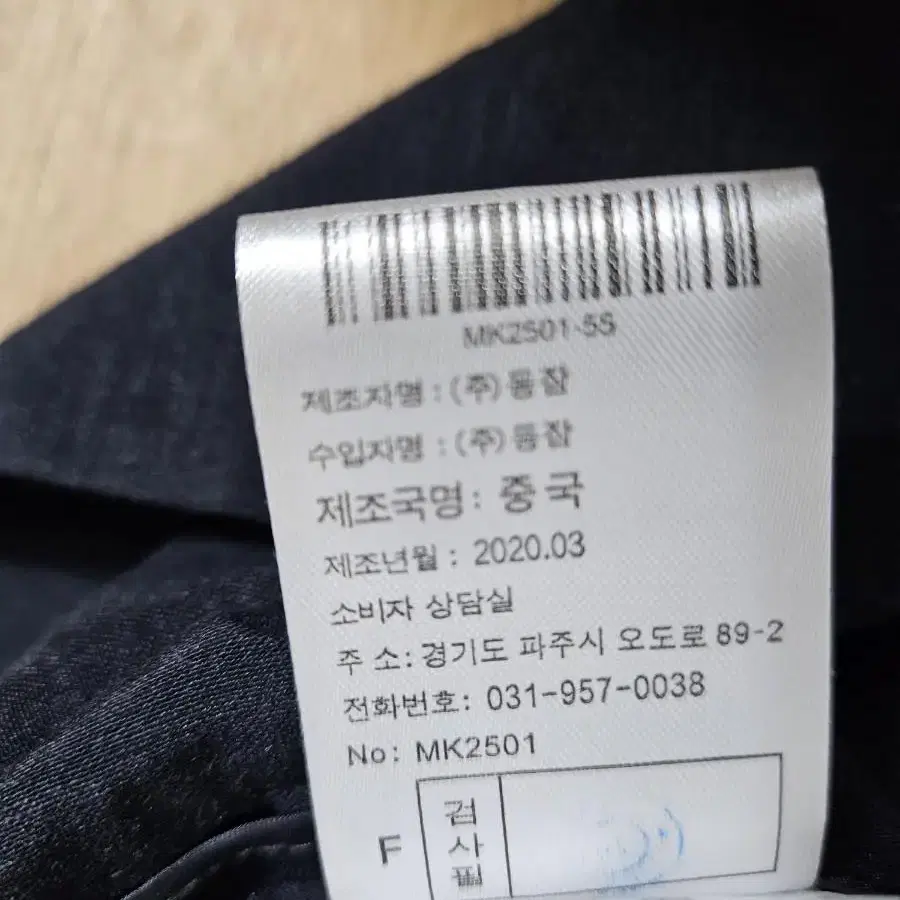 MK2501-5S
제조자명 : (주)동잡
수입자명 : (주)동잡
제조국명: 중국
제조년월 : 2020.03
소비자 상담실
주 소: 경기도 파주시 오도로 89-2
전화번호: 031-957-0038
No: MK2501
F
검
사
필